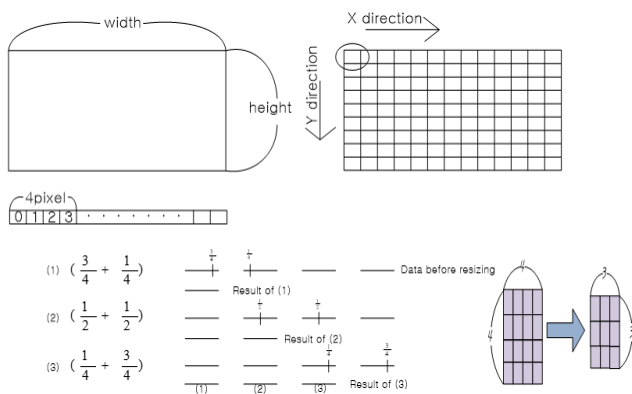 width
X direction
height
Y direction
4pixel
0 1 2 3 · · · · · · ·
(1) ( 3/4 + 1/4 )
3/4 1/4
Data before resizing
Result of (1)
(2) ( 1/2 + 1/2 )
1/2 1/2
Result of (2)
(3) ( 1/4 + 3/4 )
1/4 3/4
(1) (2) (3) Result of (3)
4
4
3
3